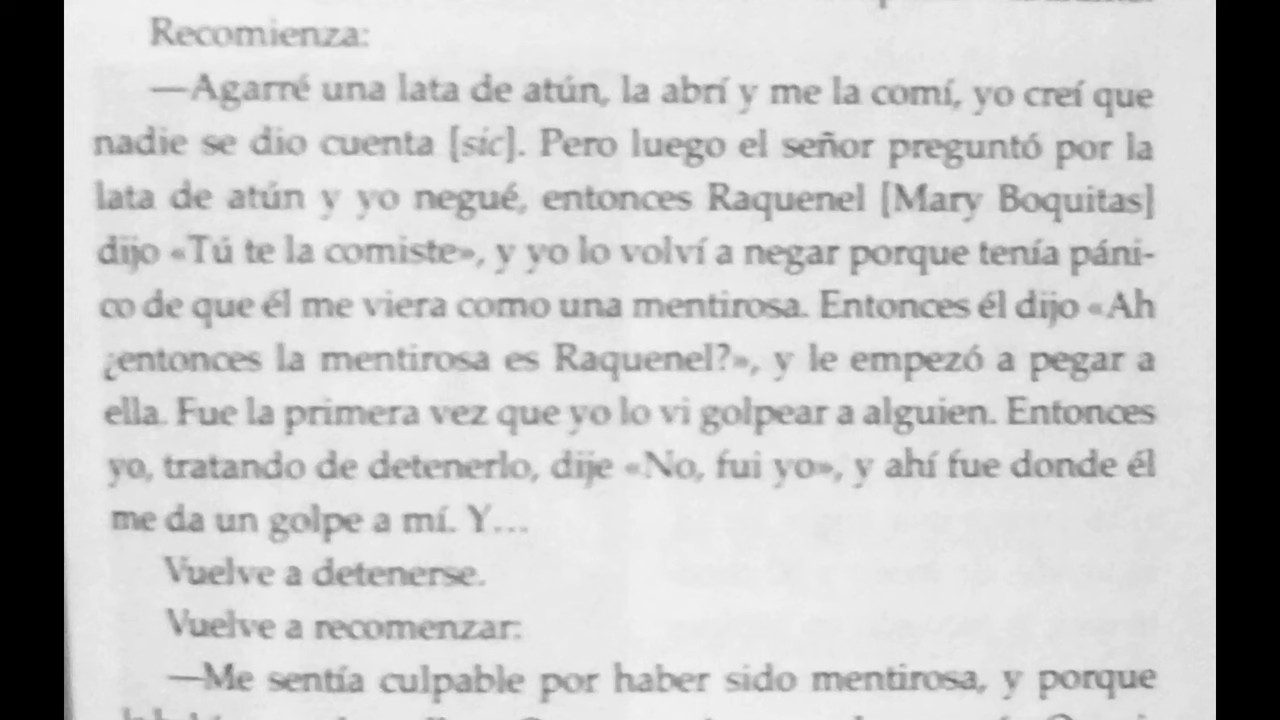 Recomienza:
—Agarré una lata de atún, la abrí y me la comí, yo creí que
nadie se dio cuenta [sic]. Pero luego el señor preguntó por la
lata de atún y yo negué, entonces Raquenel [Mary Boquitas]
dijo «Tú te la comiste», y yo lo volví a negar porque tenía páni-
co de que él me viera como una mentirosa. Entonces él dijo «Ah
¿entonces la mentirosa es Raquenel?», y le empezó a pegar a
ella. Fue la primera vez que yo lo vi golpear a alguien. Entonces
yo, tratando de detenerlo, dije «No, fui yo», y ahí fue donde él
me da un golpe a mí. Y...
Vuelve a detenerse.
Vuelve a recomenzar:
—Me sentía culpable por haber sido mentirosa, y porque